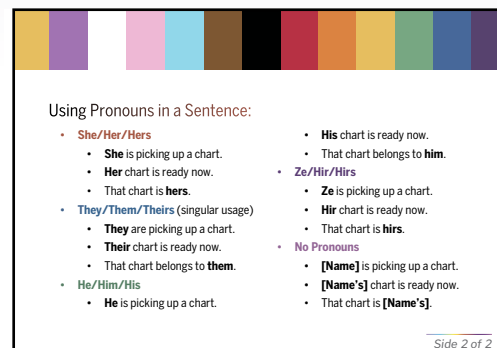 Using Pronouns in a Sentence:
• She/Her/Hers
• She is picking up a chart.
• Her chart is ready now.
• That chart is hers.
• They/Them/Theirs (singular usage)
• They are picking up a chart.
• Their chart is ready now.
• That chart belongs to them.
• He/Him/His
• He is picking up a chart.
• His chart is ready now.
• That chart belongs to him.
• Ze/Hir/Hirs
• Ze is picking up a chart.
• Hir chart is ready now.
• That chart is hirs.
• No Pronouns
• [Name] is picking up a chart.
• [Name's] chart is ready now.
• That chart is [Name's].
Side 2 of 2